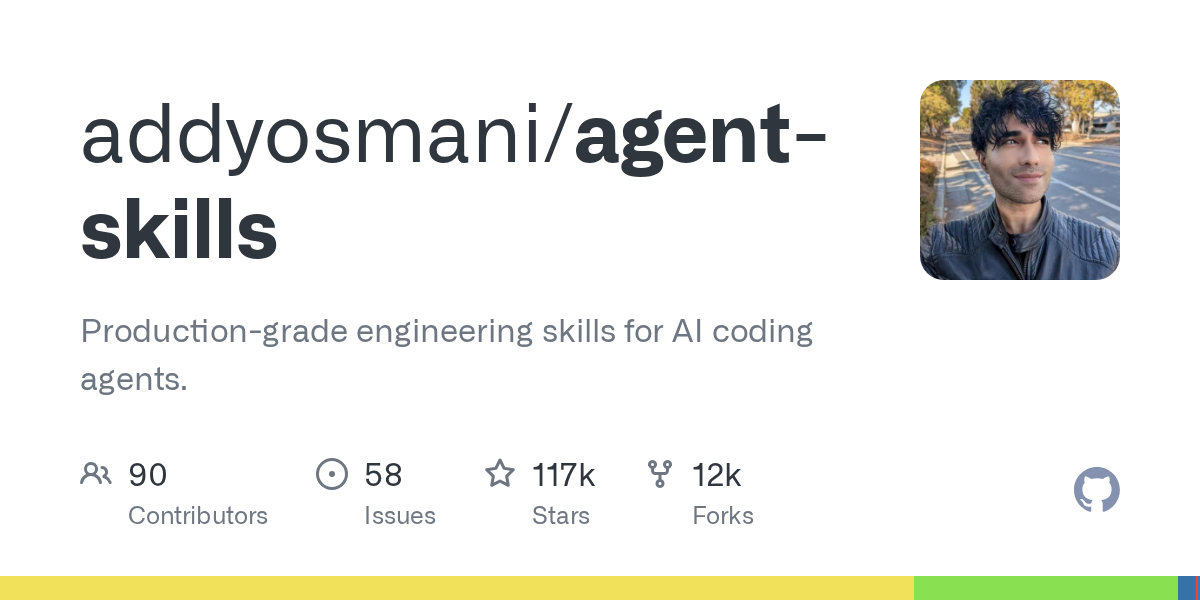 addyosmani/agent-
skills
Production-grade engineering skills for AI coding
agents.
90
Contributors
58
Issues
117k
Stars
12k
Forks